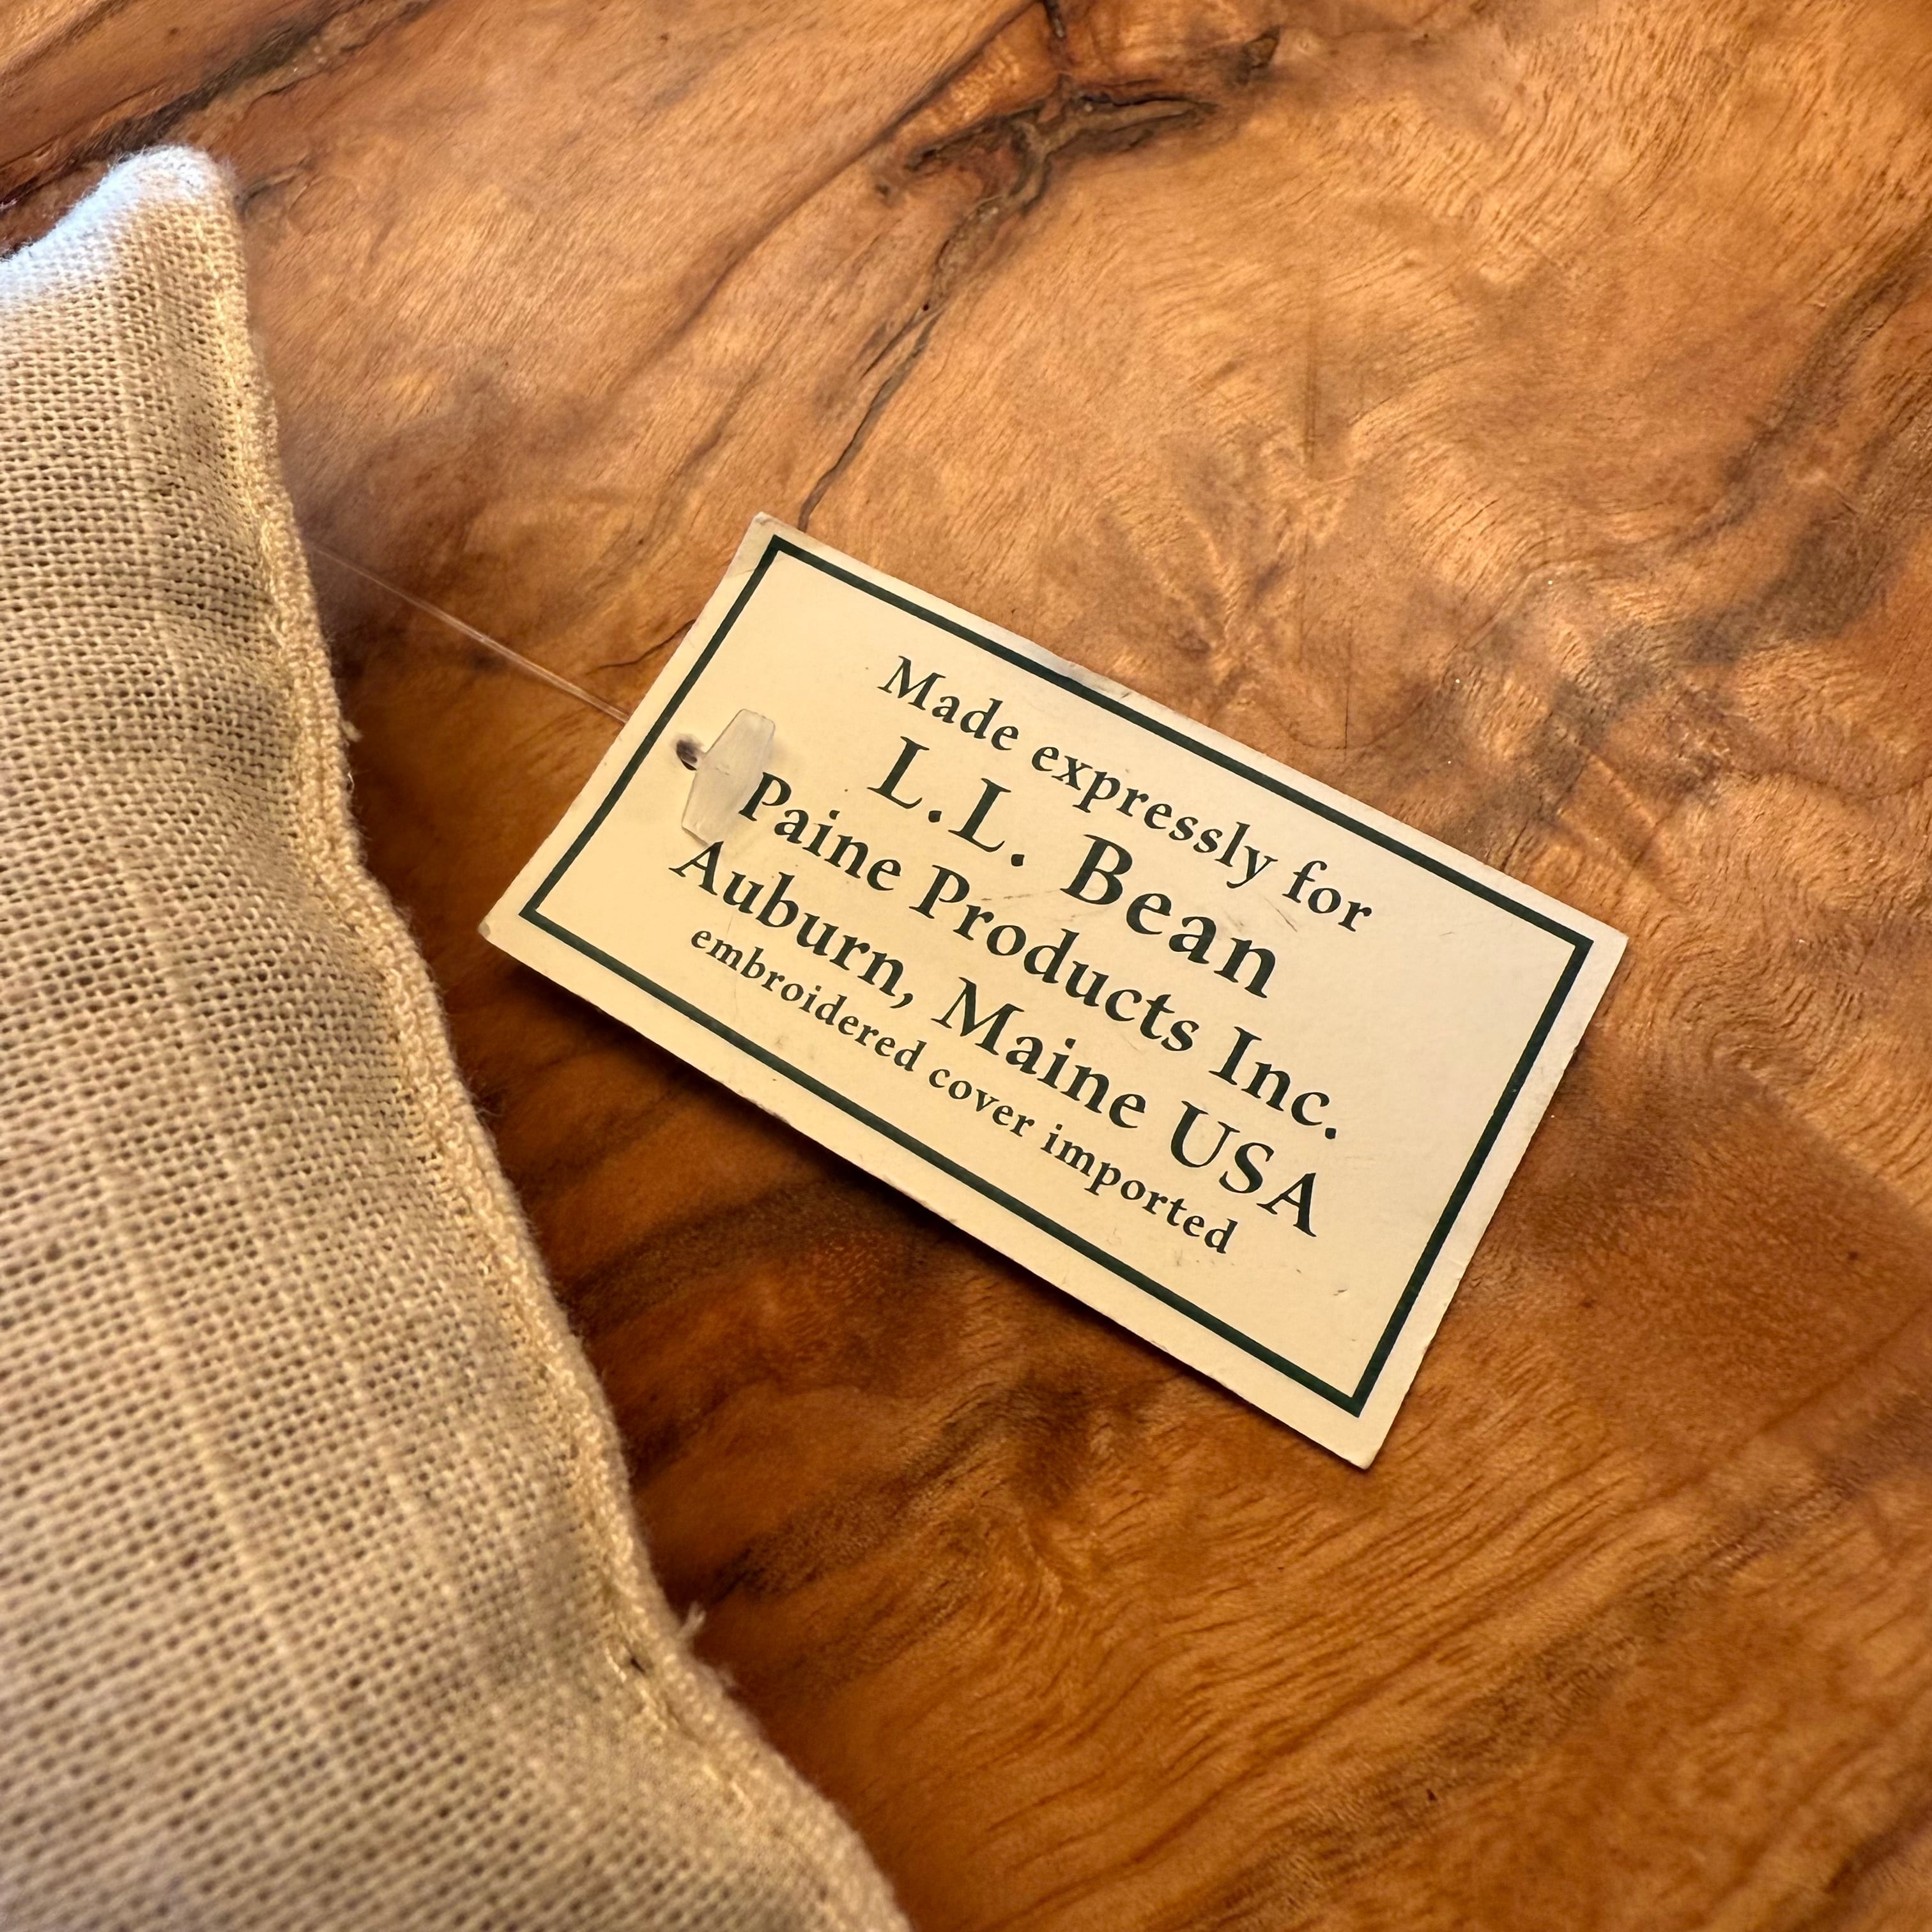 Made expressly for
L.L. Bean
Paine Products Inc.
Auburn, Maine USA
embroidered cover imported